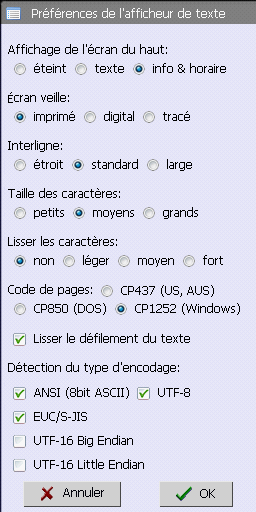 Préférences de l'afficheur de texte
Affichage de l'écran du haut:
éteint texte info & horaire
Écran veille:
imprimé digital tracé
Interligne:
étroit standard large
Taille des caractères:
petits moyens grands
Lisser les caractères:
non léger moyen fort
Code de pages: CP437 (US, AUS)
CP850 (DOS) CP1252 (Windows)
Lisser le défilement du texte
Détection du type d'encodage:
ANSI (8bit ASCII) UTF-8
EUC/S-JIS
UTF-16 Big Endian
UTF-16 Little Endian
Annuler OK